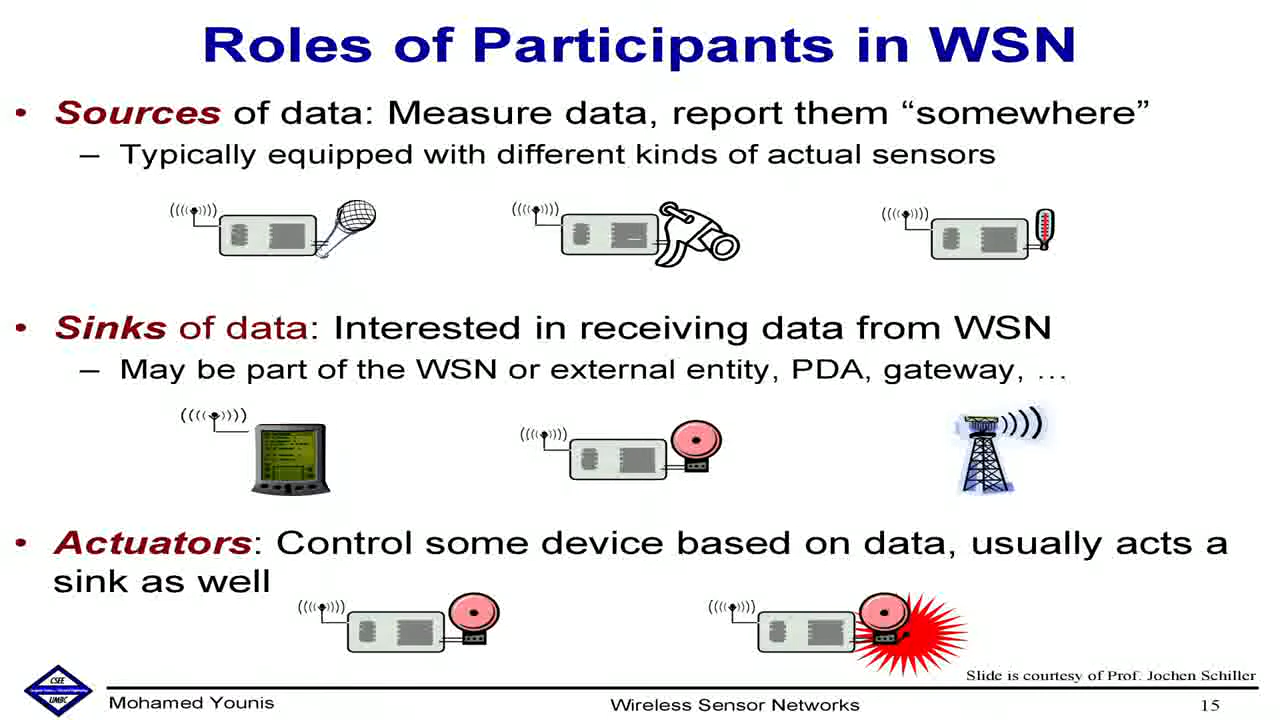 Roles of Participants in WSN
• Sources of data: Measure data, report them “somewhere”
– Typically equipped with different kinds of actual sensors
• Sinks of data: Interested in receiving data from WSN
– May be part of the WSN or external entity, PDA, gateway, …
• Actuators: Control some device based on data, usually acts a
sink as well
Slide is courtesy of Prof. Jochen Schiller
CSEE
UMBC
Mohamed Younis
Wireless Sensor Networks
15